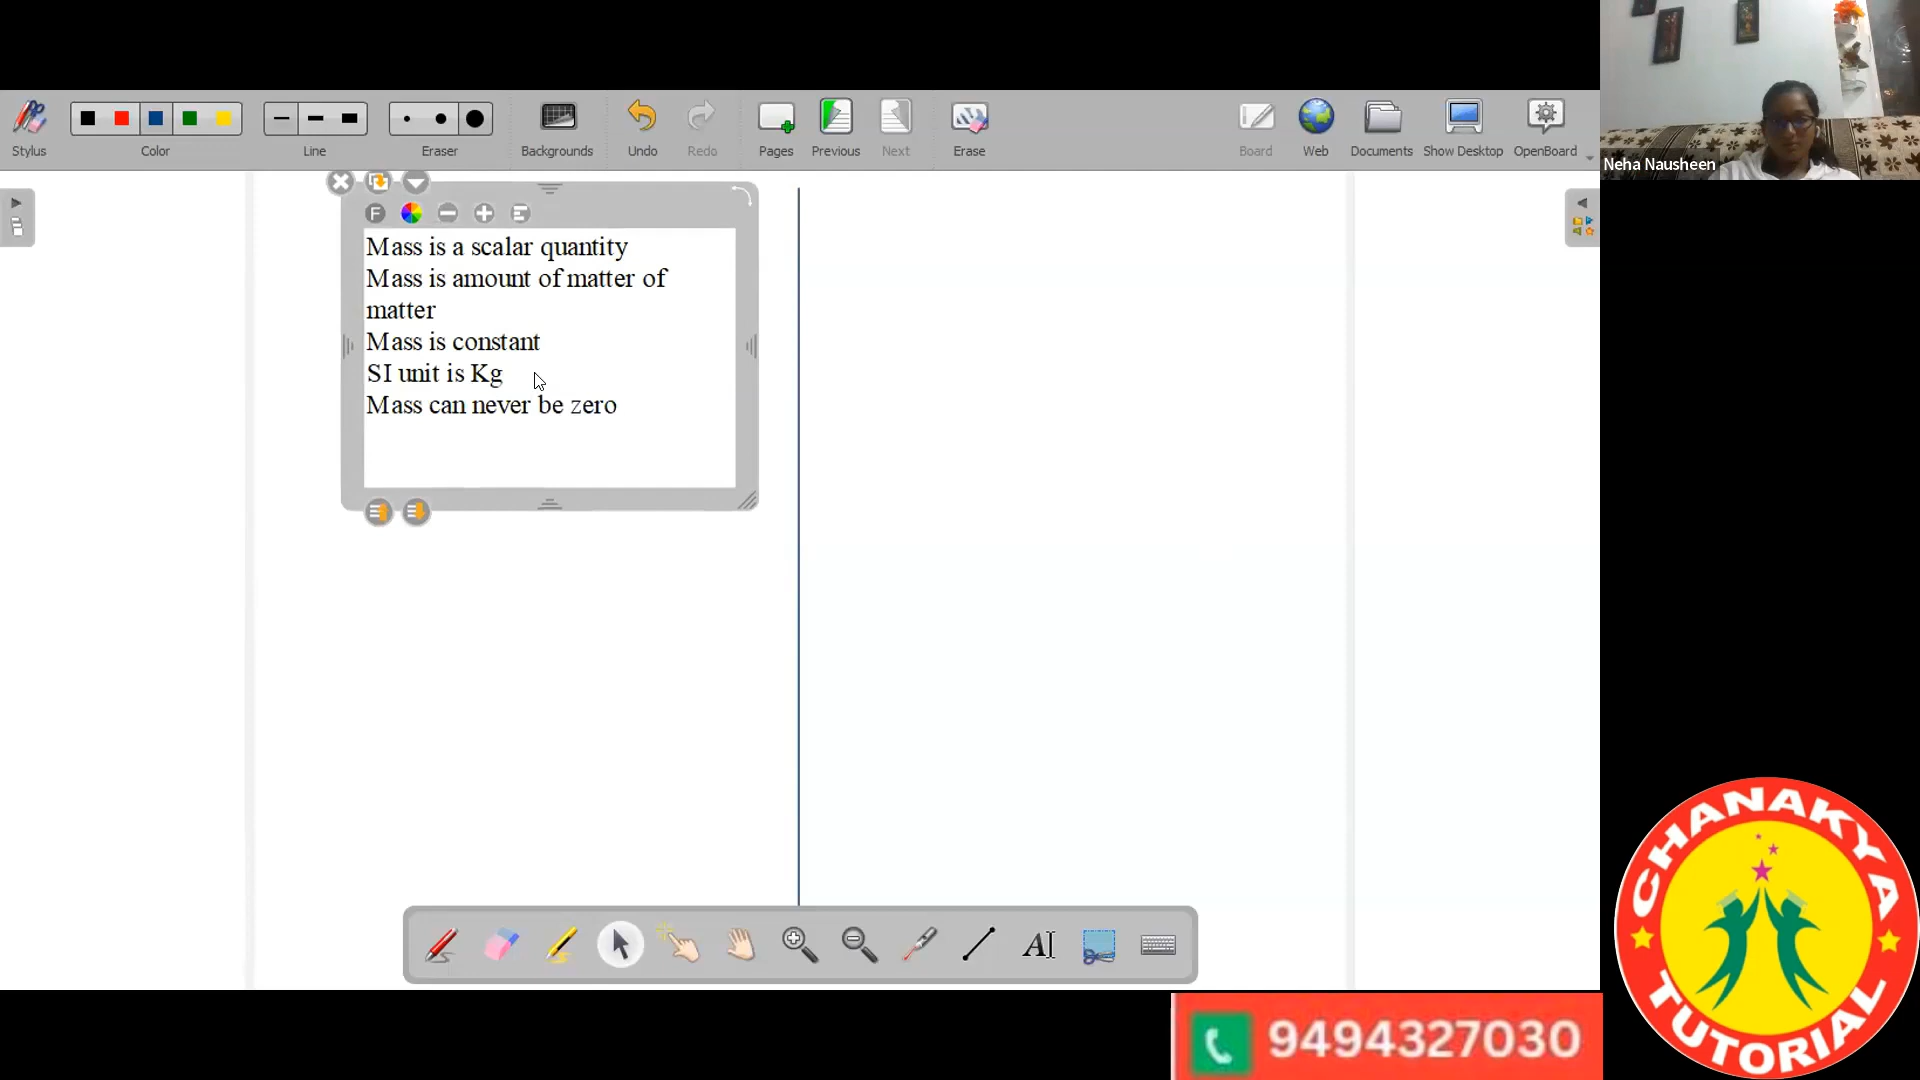 Stylus
Color
Line
Eraser
Backgrounds
Undo
Redo
Pages
Previous
Next
Erase
Board
Web
Documents
Show Desktop
OpenBoard
Neha Nausheen
F
Mass is a scalar quantity
Mass is amount of matter of
matter
Mass is constant
SI unit is Kg
Mass can never be zero
AI
CHANAKYA
TUTORIAL
9494327030